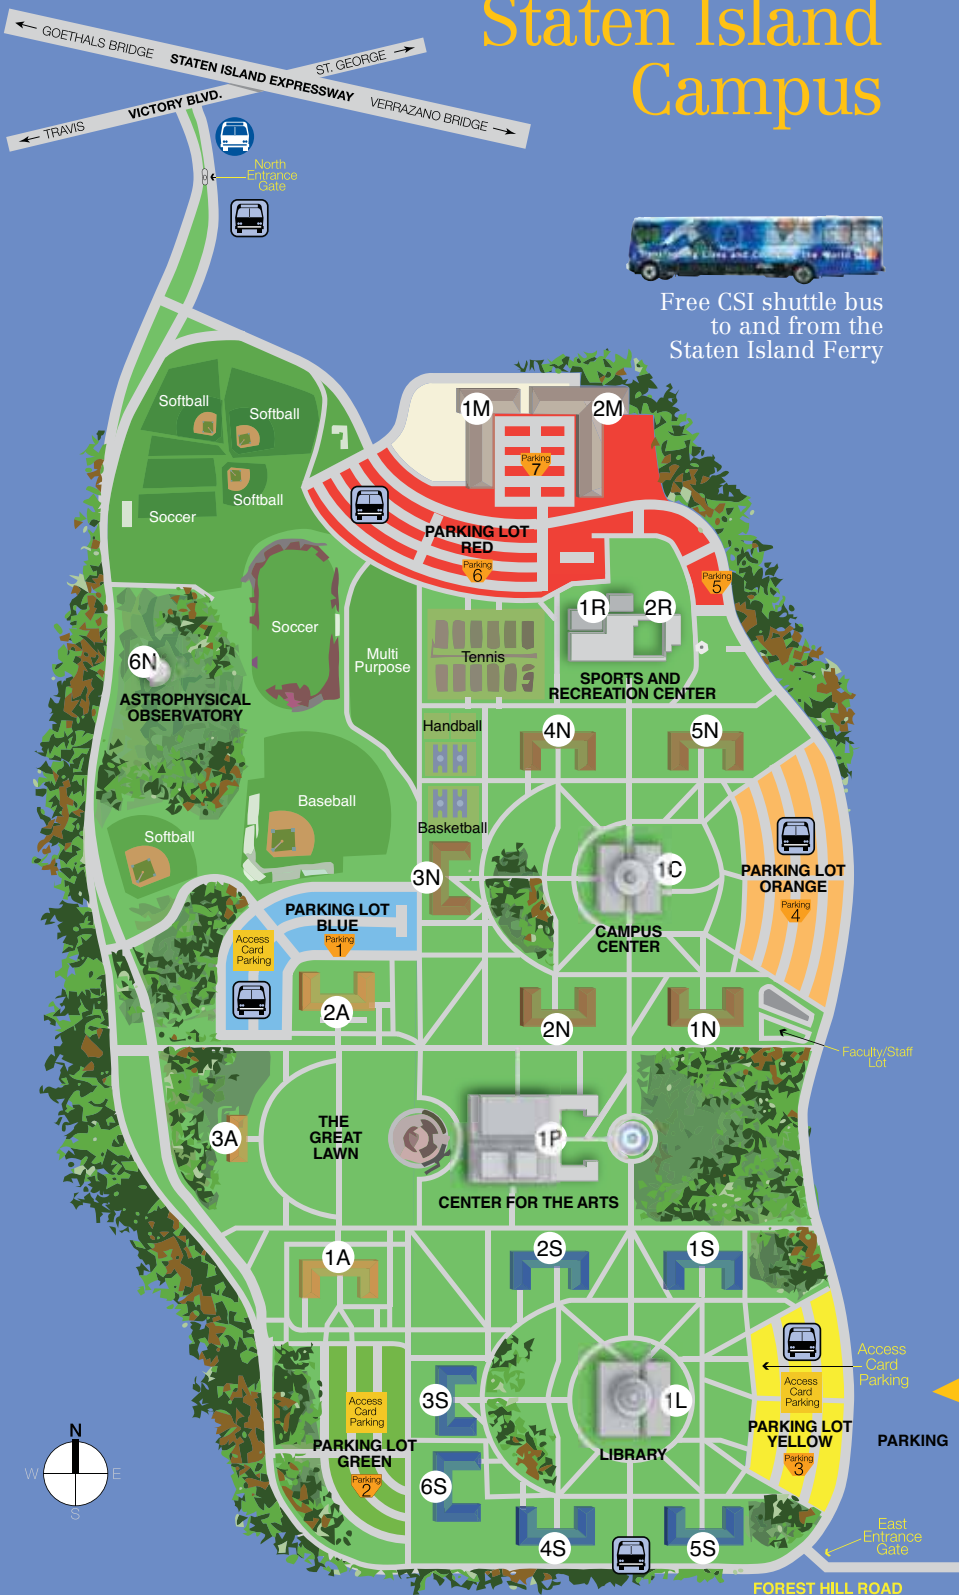 Staten Island
Campus
GOETHALS BRIDGE
STATEN ISLAND EXPRESSWAY
VERRAZANO BRIDGE
ST. GEORGE
VICTORY BLVD.
TRAVIS
North
Entrance
Gate
Free CSI shuttle bus
to and from the
Staten Island Ferry
Softball
Softball
Softball
Soccer
1M
2M
Parking
7
PARKING LOT
RED
Parking
6
Parking
5
1R
2R
SPORTS AND
RECREATION CENTER
Soccer
Multi
Purpose
Tennis
6N
ASTROPHYSICAL
OBSERVATORY
Handball
4N
5N
Baseball
Softball
Basketball
3N
1C
CAMPUS
CENTER
PARKING LOT
ORANGE
Parking
4
PARKING LOT
BLUE
Parking
1
Access
Card
Parking
2A
2N
1N
Faculty/Staff
Lot
3A
THE
GREAT
LAWN
1P
CENTER FOR THE ARTS
1A
2S
1S
Access
Card
Parking
Access
Card
Parking
3S
1L
LIBRARY
Access
Card
Parking
PARKING LOT
YELLOW
Parking
3
PARKING
PARKING LOT
GREEN
Parking
2
6S
4S
5S
N
W
E
S
East
Entrance
Gate
FOREST HILL ROAD